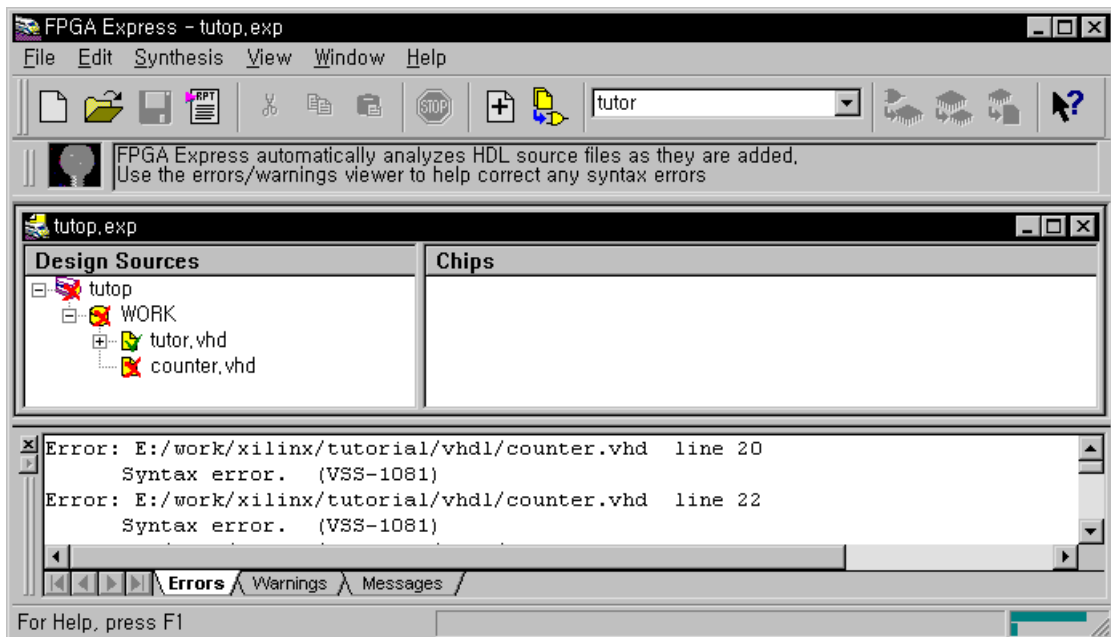 FPGA Express - tutop.exp
File Edit Synthesis View Window Help
RPT
STOP
tutor
?
FPGA Express automatically analyzes HDL source files as they are added,
Use the errors/warnings viewer to help correct any syntax errors
tutop.exp
Design Sources
Chips
tutop
WORK
tutor.vhd
counter.vhd
Error: E:/work/xilinx/tutorial/vhdl/counter.vhd line 20
Syntax error. (VSS-1081)
Error: E:/work/xilinx/tutorial/vhdl/counter.vhd line 22
Syntax error. (VSS-1081)
Errors Warnings Messages
For Help, press F1